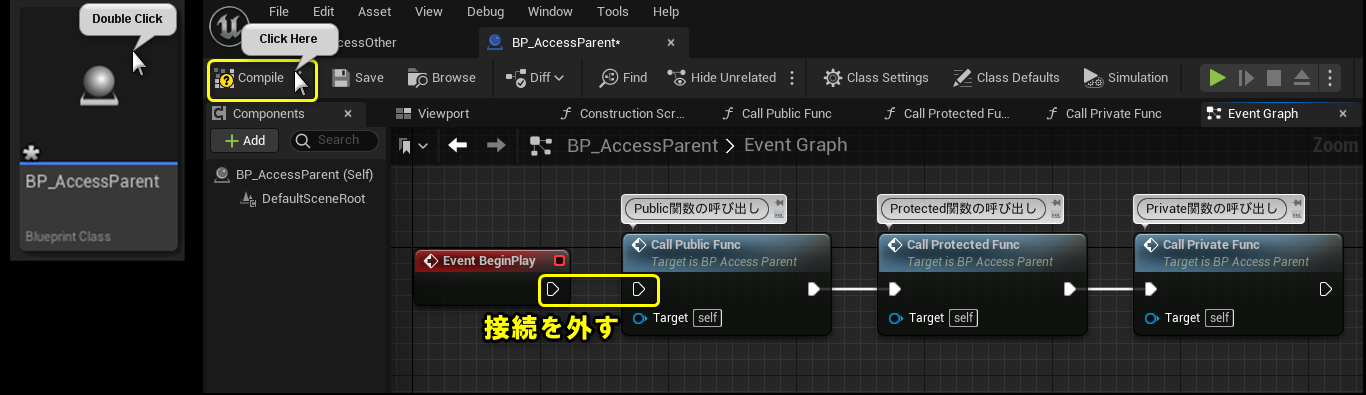 Double Click
BP_AccessParent
Blueprint Class
File Edit Asset View Debug Window Tools Help
Click Here
cessOther
BP_AccessParent*
Compile Save Browse Diff Find Hide Unrelated Class Settings Class Defaults Simulation
Components
Viewport Construction Scr... Call Public Func Call Protected Fu... Call Private Func Event Graph
Add Search
BP_AccessParent > Event Graph
Zoom
BP_AccessParent (Self)
DefaultSceneRoot
Public関数の呼び出し Protected関数の呼び出し Private関数の呼び出し
Event BeginPlay
Call Public Func
Target is BP Access Parent
Target self
Call Protected Func
Target is BP Access Parent
Target self
Call Private Func
Target is BP Access Parent
Target self
接続を外す